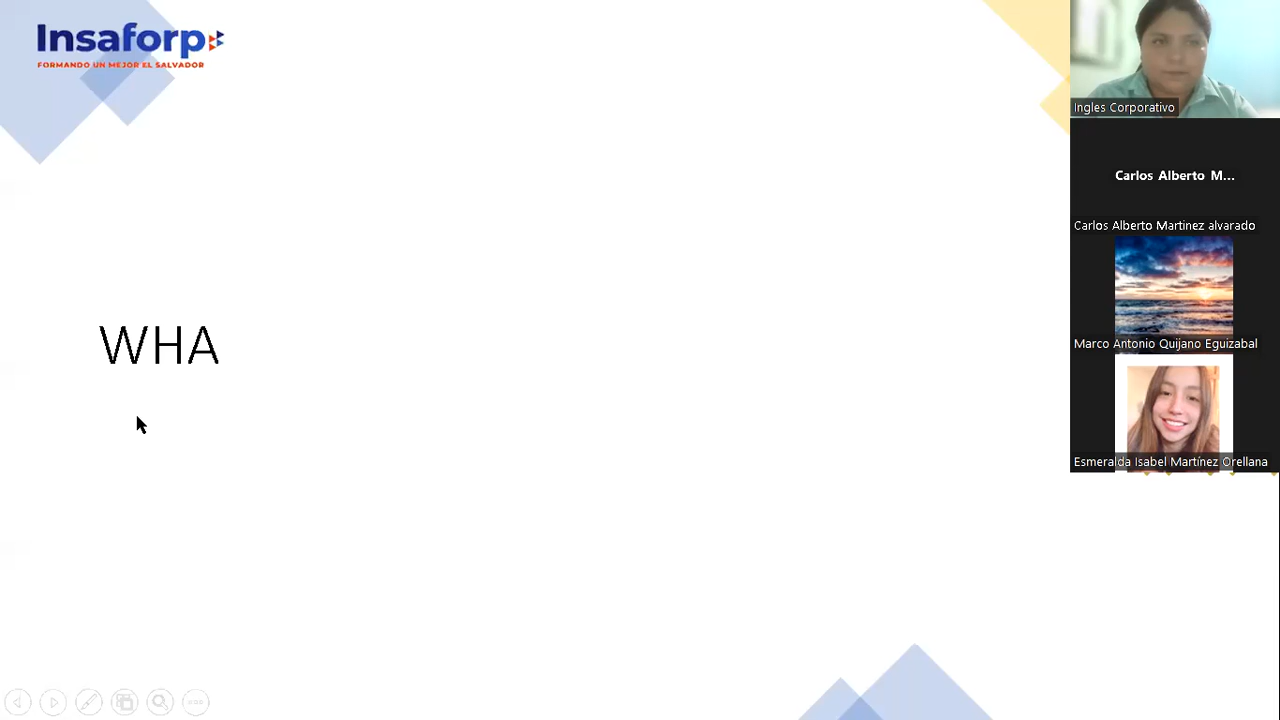 Insaforp
FORMANDO UN MEJOR EL SALVADOR
WHA
Ingles Corporativo
Carlos Alberto M...
Carlos Alberto Martinez alvarado
Marco Antonio Quijano Eguizabal
Esmeralda Isabel Martínez Orellana